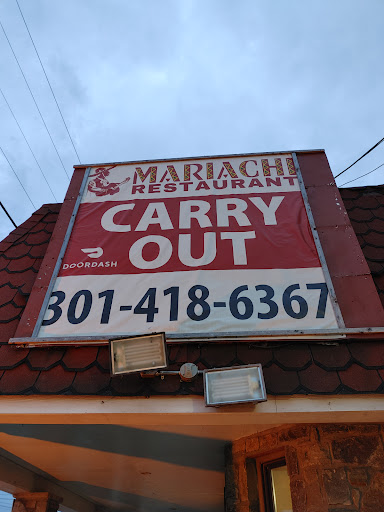 MARIACHI
RESTAURANT
CARRY
OUT
DOORDASH
301-418-6367